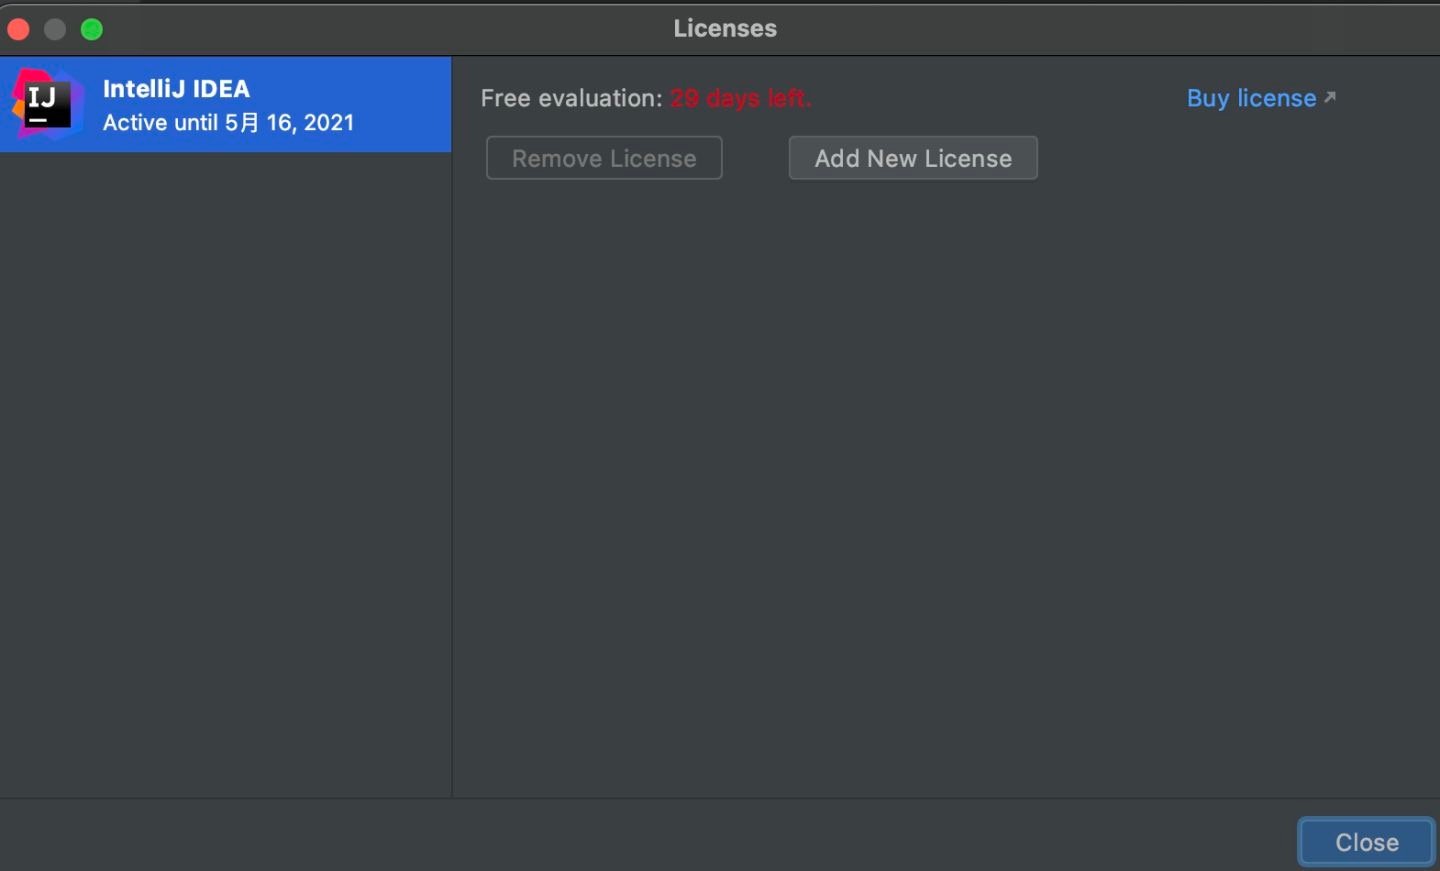 Licenses
IJ
IntelliJ IDEA
Active until 5月 16, 2021
Free evaluation: 29 days left.
Buy license
Remove License
Add New License
Close